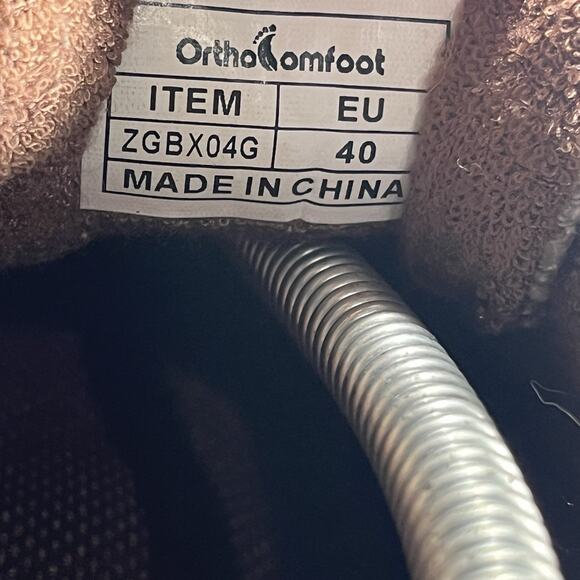 OrthoComfoot
ITEM EU
ZGBX04G 40
MADE IN CHINA